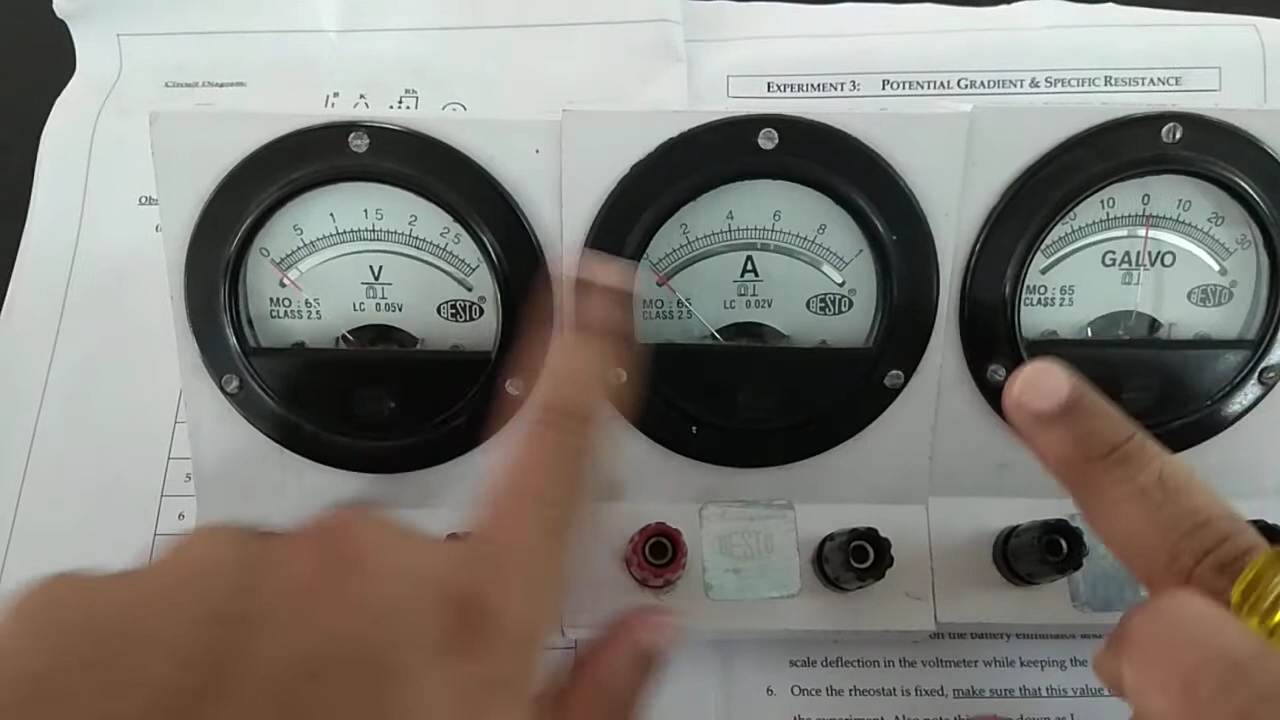 Circuit Diagram:
B K Rh
EXPERIMENT 3: POTENTIAL GRADIENT & SPECIFIC RESISTANCE
0 5 1 1 5 2 2 5
V
MO : 65
CLASS 2.5
LC 0.05V
BESTO®
2 4 6 8
A
MO : 65
CLASS 2.5
LC 0.02V
BESTO®
10 0 10 20 30
GALVO
MO : 65
CLASS 2.5
BESTO®
5
6
BESTO
scale deflection in the voltmeter while keeping the
6. Once the rheostat is fixed, make sure that this value